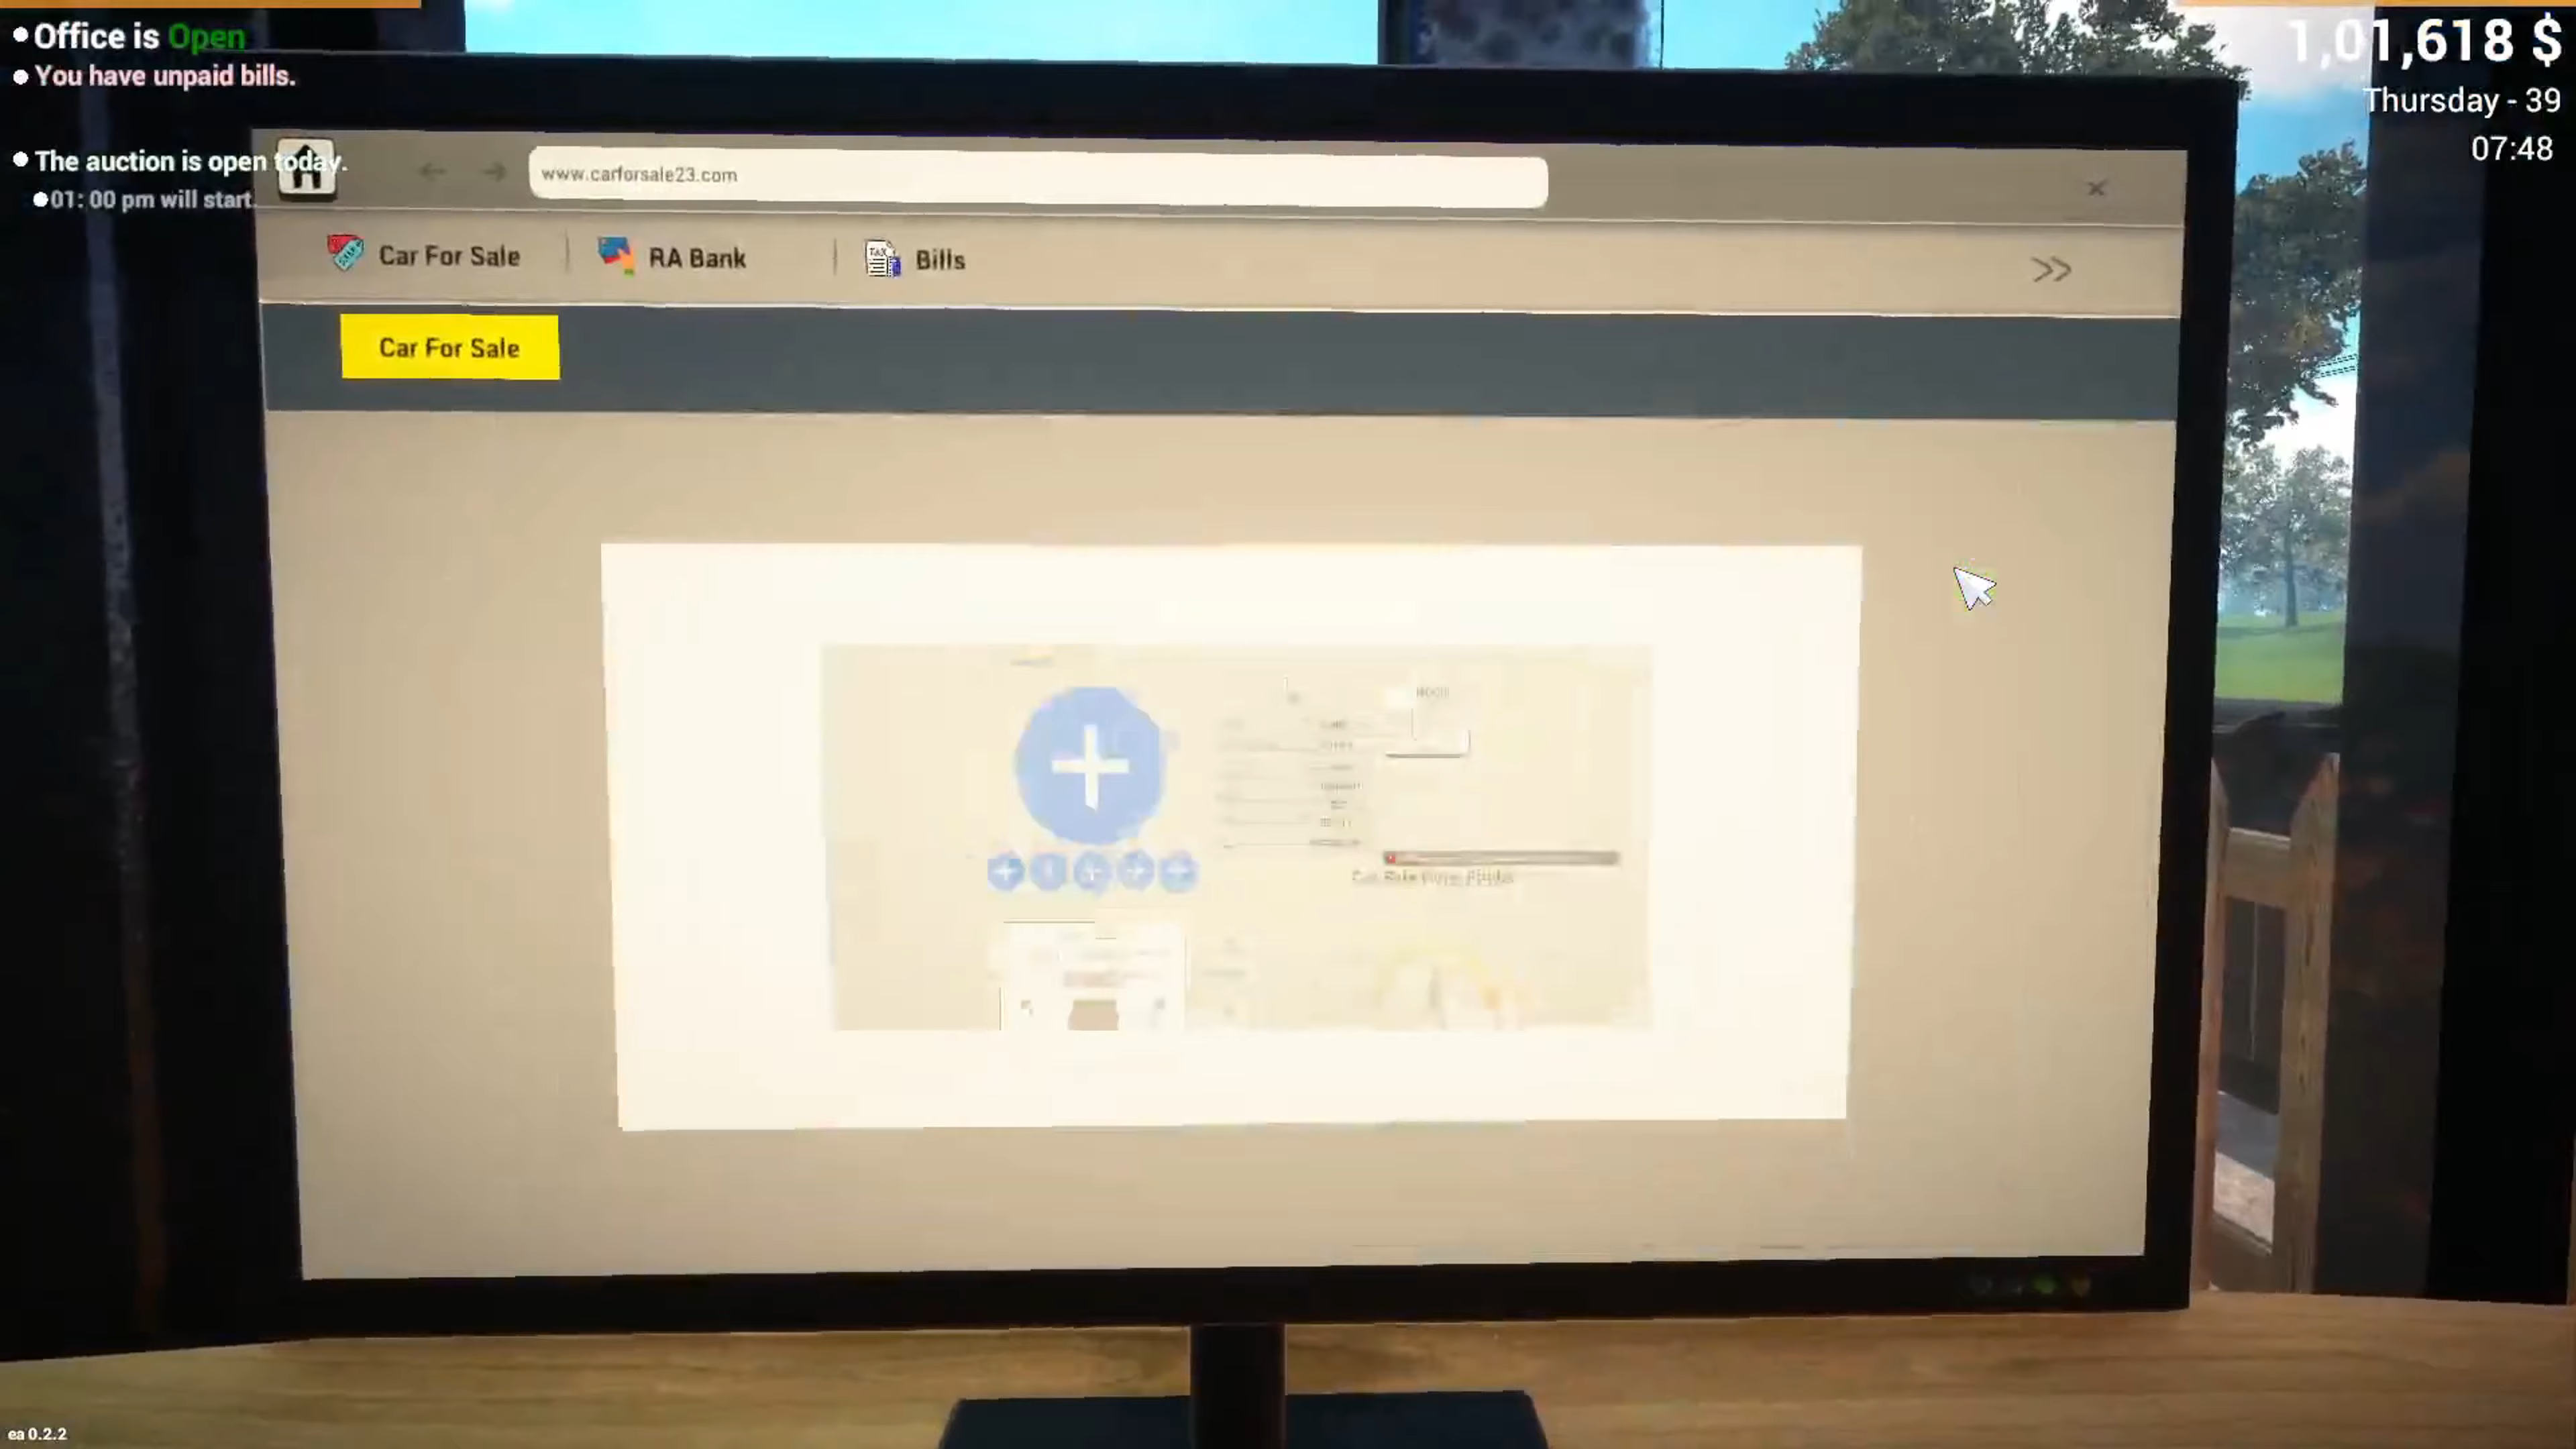 Office is Open
You have unpaid bills.
The auction is open today.
01: 00 pm will start.
1,01,618 $
Thursday - 39
07:48
www.carforsale23.com
Car For Sale
RA Bank
Bills
>>
Car For Sale
ea 0.2.2